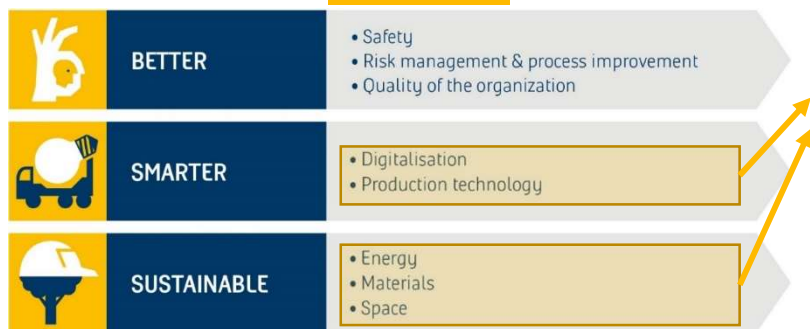 BETTER
• Safety
• Risk management & process improvement
• Quality of the organization
SMARTER
• Digitalisation
• Production technology
SUSTAINABLE
• Energy
• Materials
• Space